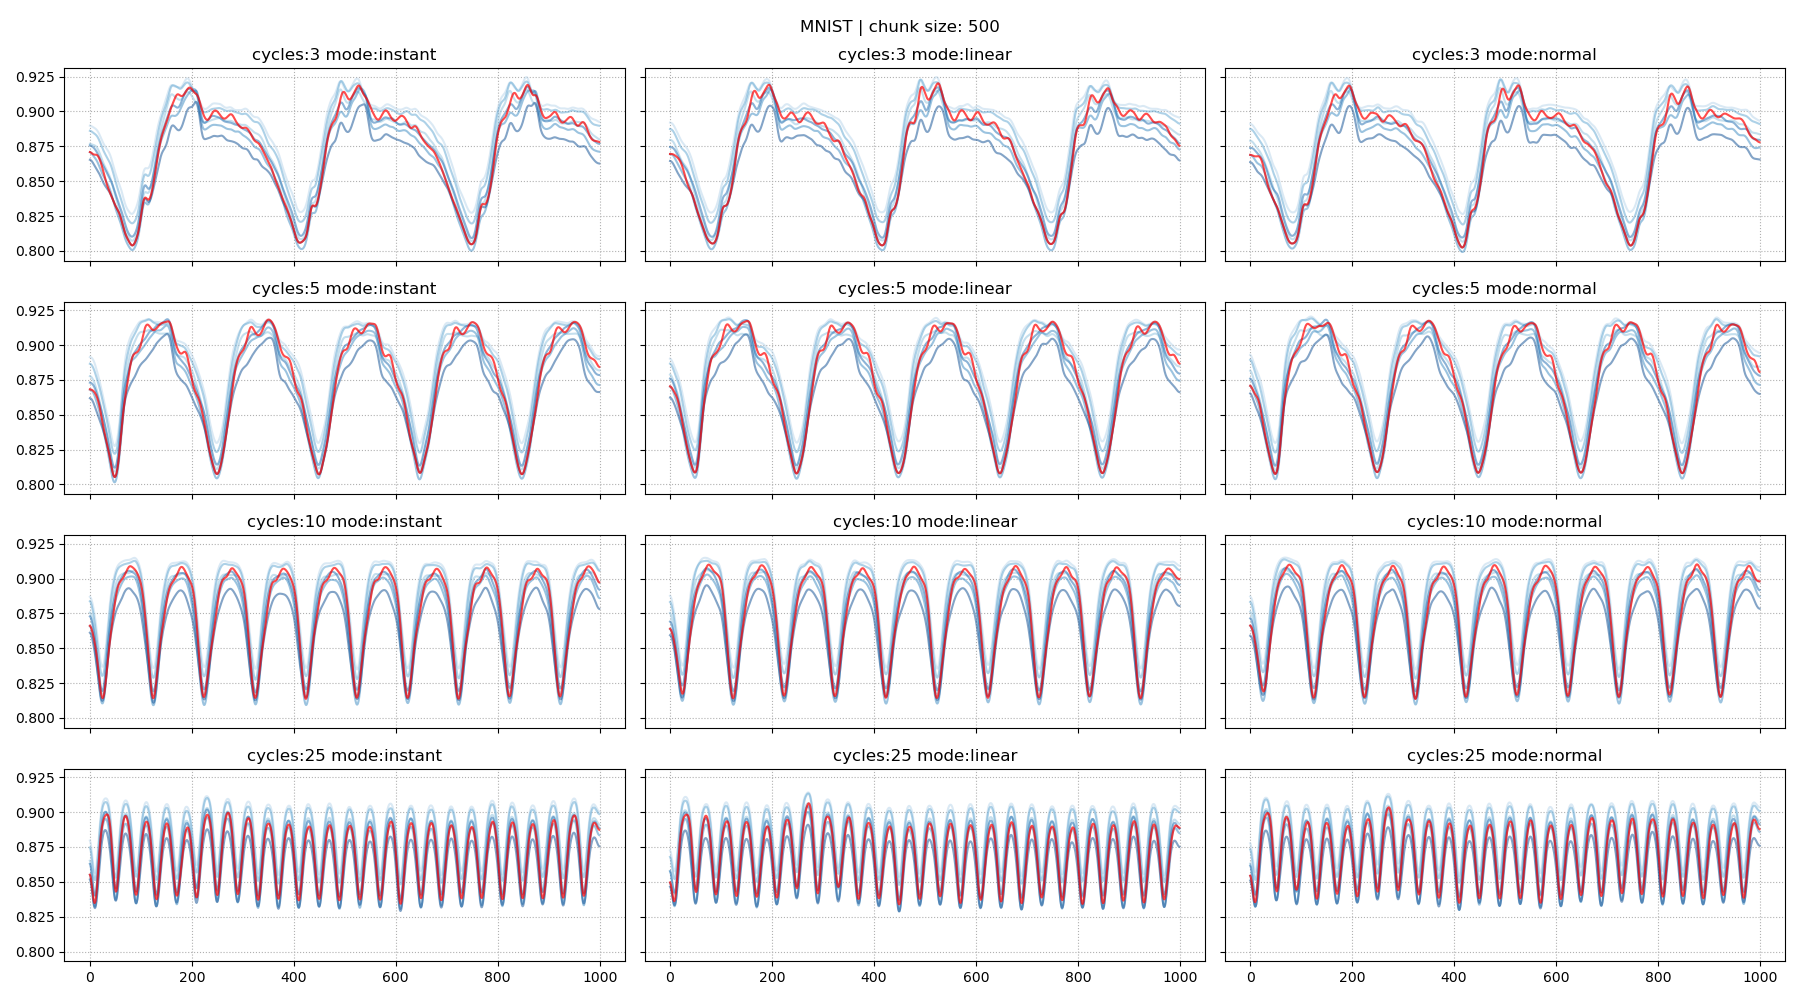 MNIST | chunk size: 500
cycles:3 mode:instant
cycles:3 mode:linear
cycles:3 mode:normal
0.925
0.900
0.875
0.850
0.825
0.800
cycles:5 mode:instant
cycles:5 mode:linear
cycles:5 mode:normal
0.925
0.900
0.875
0.850
0.825
0.800
cycles:10 mode:instant
cycles:10 mode:linear
cycles:10 mode:normal
0.925
0.900
0.875
0.850
0.825
0.800
cycles:25 mode:instant
cycles:25 mode:linear
cycles:25 mode:normal
0.925
0.900
0.875
0.850
0.825
0.800
0 200 400 600 800 1000
0 200 400 600 800 1000
0 200 400 600 800 1000